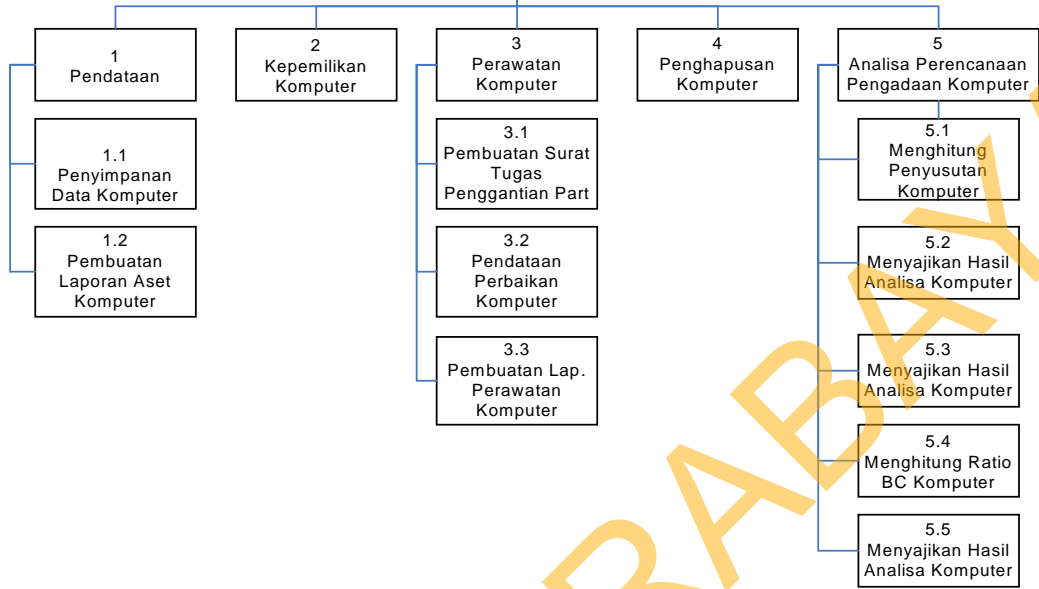 1
Pendataan
1.1
Penyimpanan
Data Komputer
1.2
Pembuatan
Laporan Aset
Komputer
2
Kepemilikan
Komputer
3
Perawatan
Komputer
3.1
Pembuatan Surat
Tugas
Penggantian Part
3.2
Pendataan
Perbaikan
Komputer
3.3
Pembuatan Lap.
Perawatan
Komputer
4
Penghapusan
Komputer
5
Analisa Perencanaan
Pengadaan Komputer
5.1
Menghitung
Penyusutan
Komputer
5.2
Menyajikan Hasil
Analisa Komputer
5.3
Menyajikan Hasil
Analisa Komputer
5.4
Menghitung Ratio
BC Komputer
5.5
Menyajikan Hasil
Analisa Komputer
BABAY